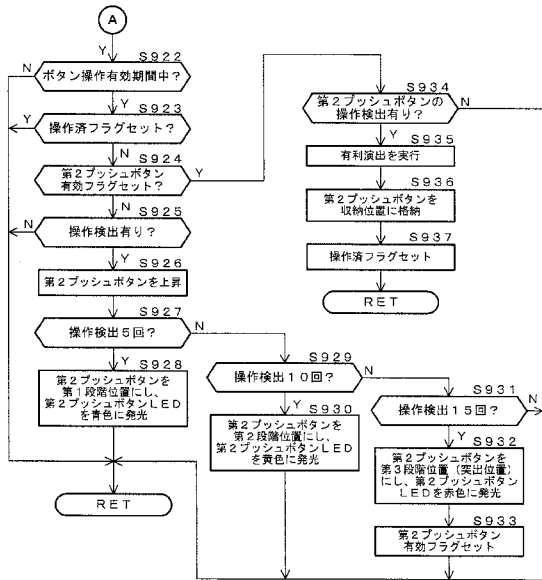 A
Y
S922
N
ボタン操作有効期間中?
Y
S923
Y
操作済フラグセット?
N
S924
第2プッシュボタン
有効フラグセット?
Y
N
S925
N
操作検出有り?
Y
S926
第2プッシュボタンを上昇
S927
操作検出5回?
N
Y
S928
第2プッシュボタンを
第1段階位置にし、
第2プッシュボタンLED
を青色に発光
RET
S929
操作検出10回?
N
Y
S930
第2プッシュボタンを
第2段階位置にし、
第2プッシュボタンLED
を黄色に発光
S931
操作検出15回?
N
Y
S932
第2プッシュボタンを
第3段階位置(突出位置)
にし、第2プッシュボタン
LEDを赤色に発光
S933
第2プッシュボタン
有効フラグセット
S934
第2プッシュボタンの
操作検出有り?
N
Y
S935
有利演出を実行
S936
第2プッシュボタンを
収納位置に格納
S937
操作済フラグセット
RET